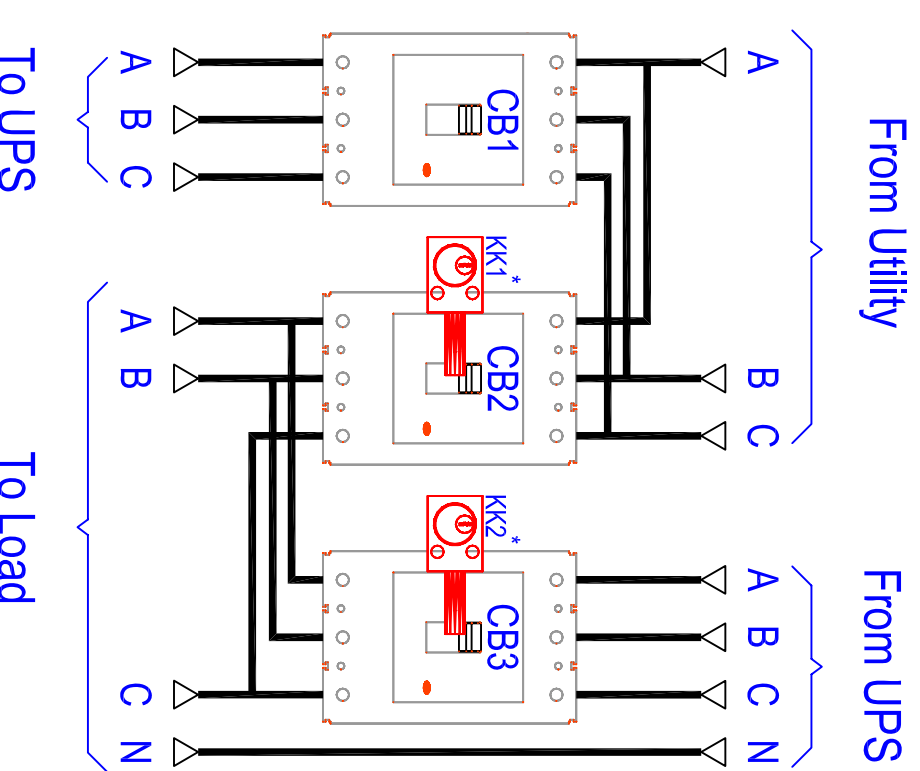 From Utility
From UPS
A B C A B C N
CB1
KK1 *
CB2
KK2 *
CB3
A B C A B C N
To UPS
To Load